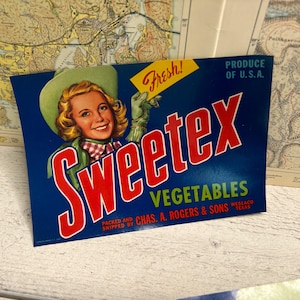 Fresh!
PRODUCE
OF U.S.A.
Sweetex
VEGETABLES
PACKED AND
SHIPPED BY CHAS. A. ROGERS & SONS WESLACO
TEXAS